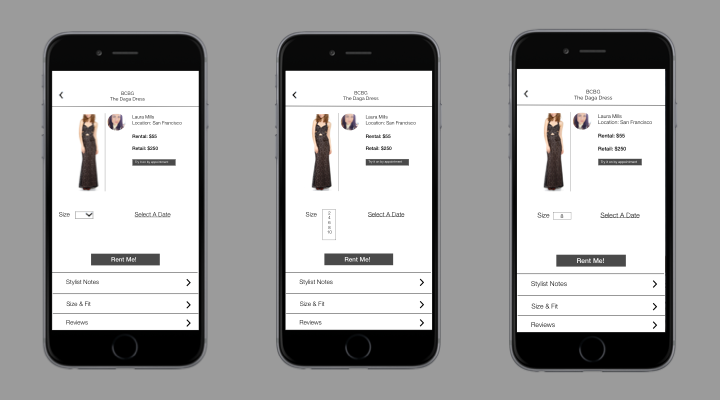 BCBG
The Daga Dress
Laura Mills
Location: San Francisco
Rental: $55
Retail: $250
Try it on by appointment
Size
Select A Date
Rent Me!
Stylist Notes
Size & Fit
Reviews
BCBG
The Daga Dress
Laura Mills
Location: San Francisco
Rental: $55
Retail: $250
Try it on by appointment
Size
2
4
6
8
10
Select A Date
Rent Me!
Stylist Notes
Size & Fit
Reviews
BCBG
The Daga Dress
Laura Mills
Location: San Francisco
Rental: $55
Retail: $250
Try it on by appointment
Size 8
Select A Date
Rent Me!
Stylist Notes
Size & Fit
Reviews